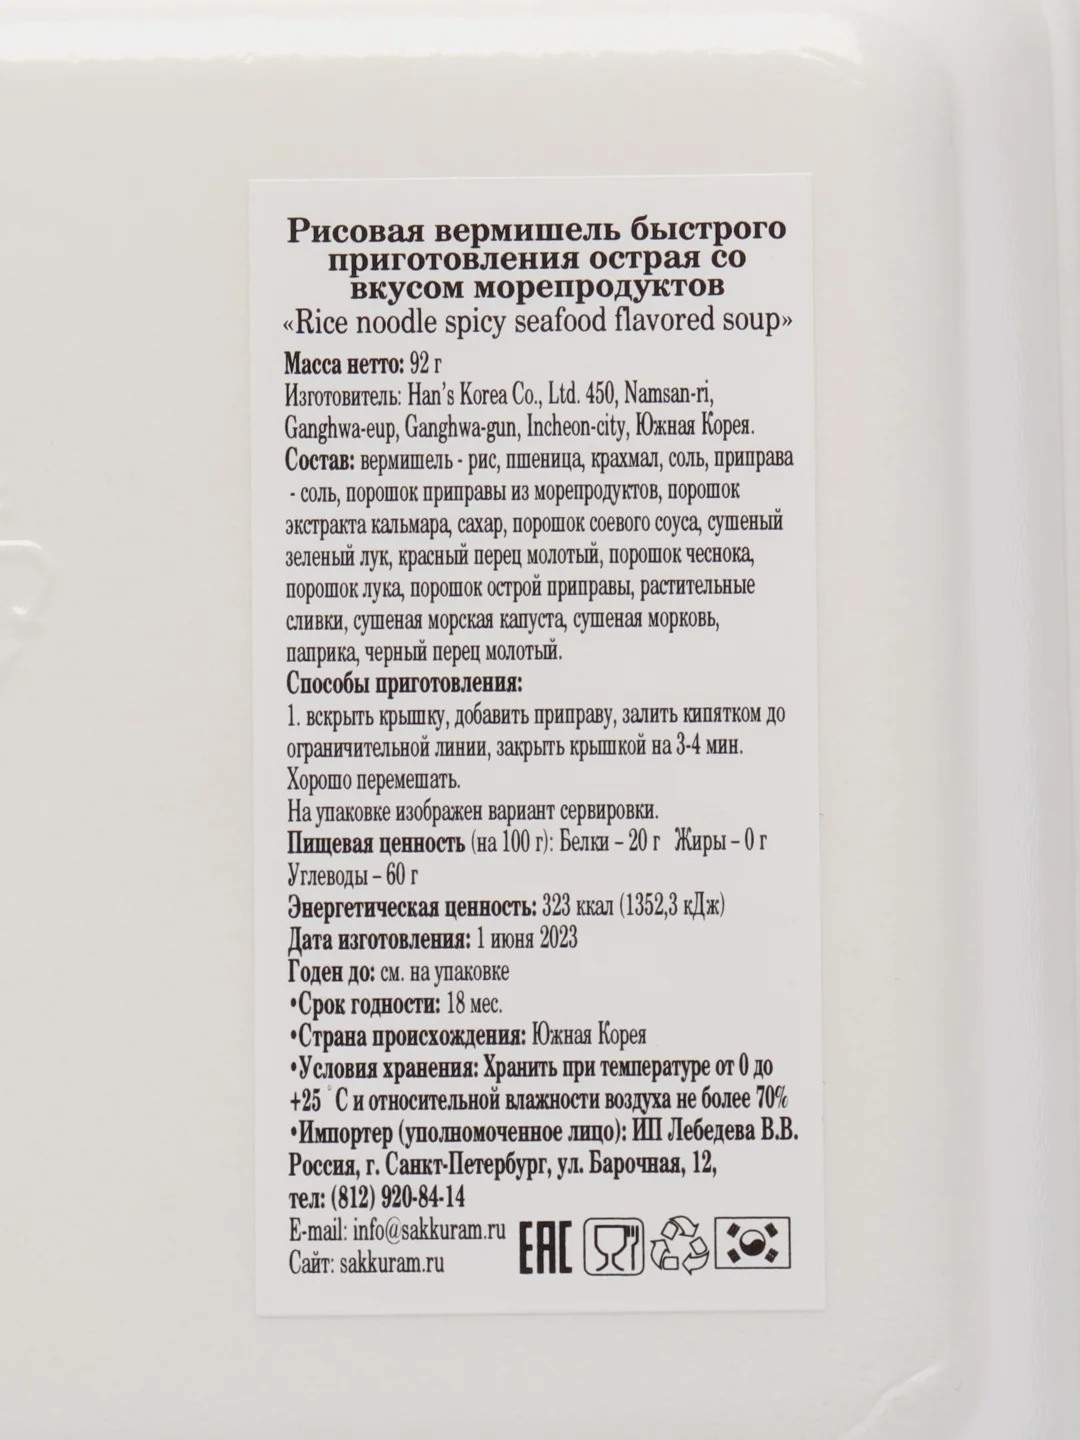 Рисовая вермишель быстрого
приготовления острая со
вкусом морепродуктов
«Rice noodle spicy seafood flavored soup»
Масса нетто: 92 г
Изготовитель: Han's Korea Co., Ltd. 450, Namsan-ri,
Ganghwa-eup, Ganghwa-gun, Incheon-city, Южная Корея.
Состав: вермишель - рис, пшеница, крахмал, соль, приправа
- соль, порошок приправы из морепродуктов, порошок
экстракта кальмара, сахар, порошок соевого соуса, сушеный
зеленый лук, красный перец молотый, порошок чеснока,
порошок лука, порошок острой приправы, растительные
сливки, сушеная морская капуста, сушеная морковь,
паприка, черный перец молотый.
Способы приготовления:
1. вскрыть крышку, добавить приправу, залить кипятком до
ограничительной линии, закрыть крышкой на 3-4 мин.
Хорошо перемешать.
На упаковке изображен вариант сервировки.
Пищевая ценность (на 100 г): Белки – 20 г Жиры – 0 г
Углеводы – 60 г
Энергетическая ценность: 323 ккал (1352,3 кДж)
Дата изготовления: 1 июня 2023
Годен до: см. на упаковке
•Срок годности: 18 мес.
•Страна происхождения: Южная Корея
•Условия хранения: Хранить при температуре от 0 до
+25 °С и относительной влажности воздуха не более 70%
•Импортер (уполномоченное лицо): ИП Лебедева В.В.
Россия, г. Санкт-Петербург, ул. Барочная, 12,
тел: (812) 920-84-14
E-mail: info@sakkuram.ru
Сайт: sakkuram.ru
EAC